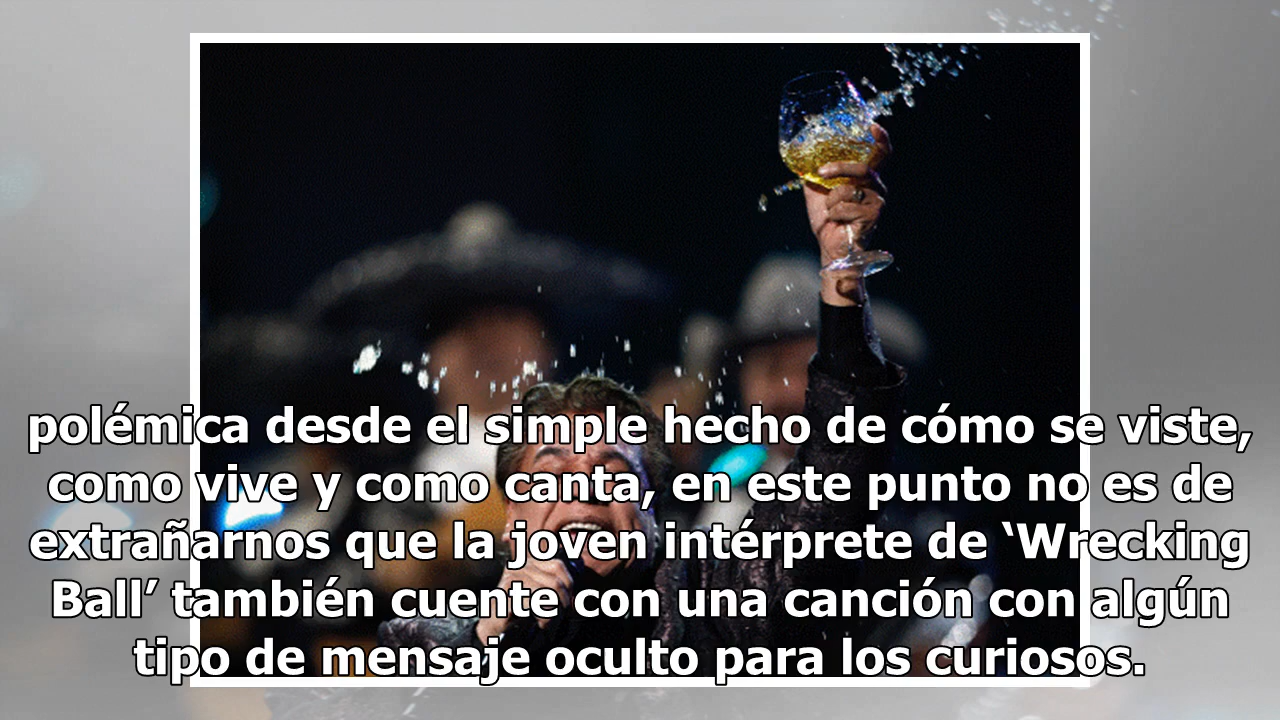 polémica desde el simple hecho de cómo se viste,
como vive y como canta, en este punto no es de
extrañarnos que la joven intérprete de ‘Wrecking
Ball’ también cuente con una canción con algún
tipo de mensaje oculto para los curiosos.